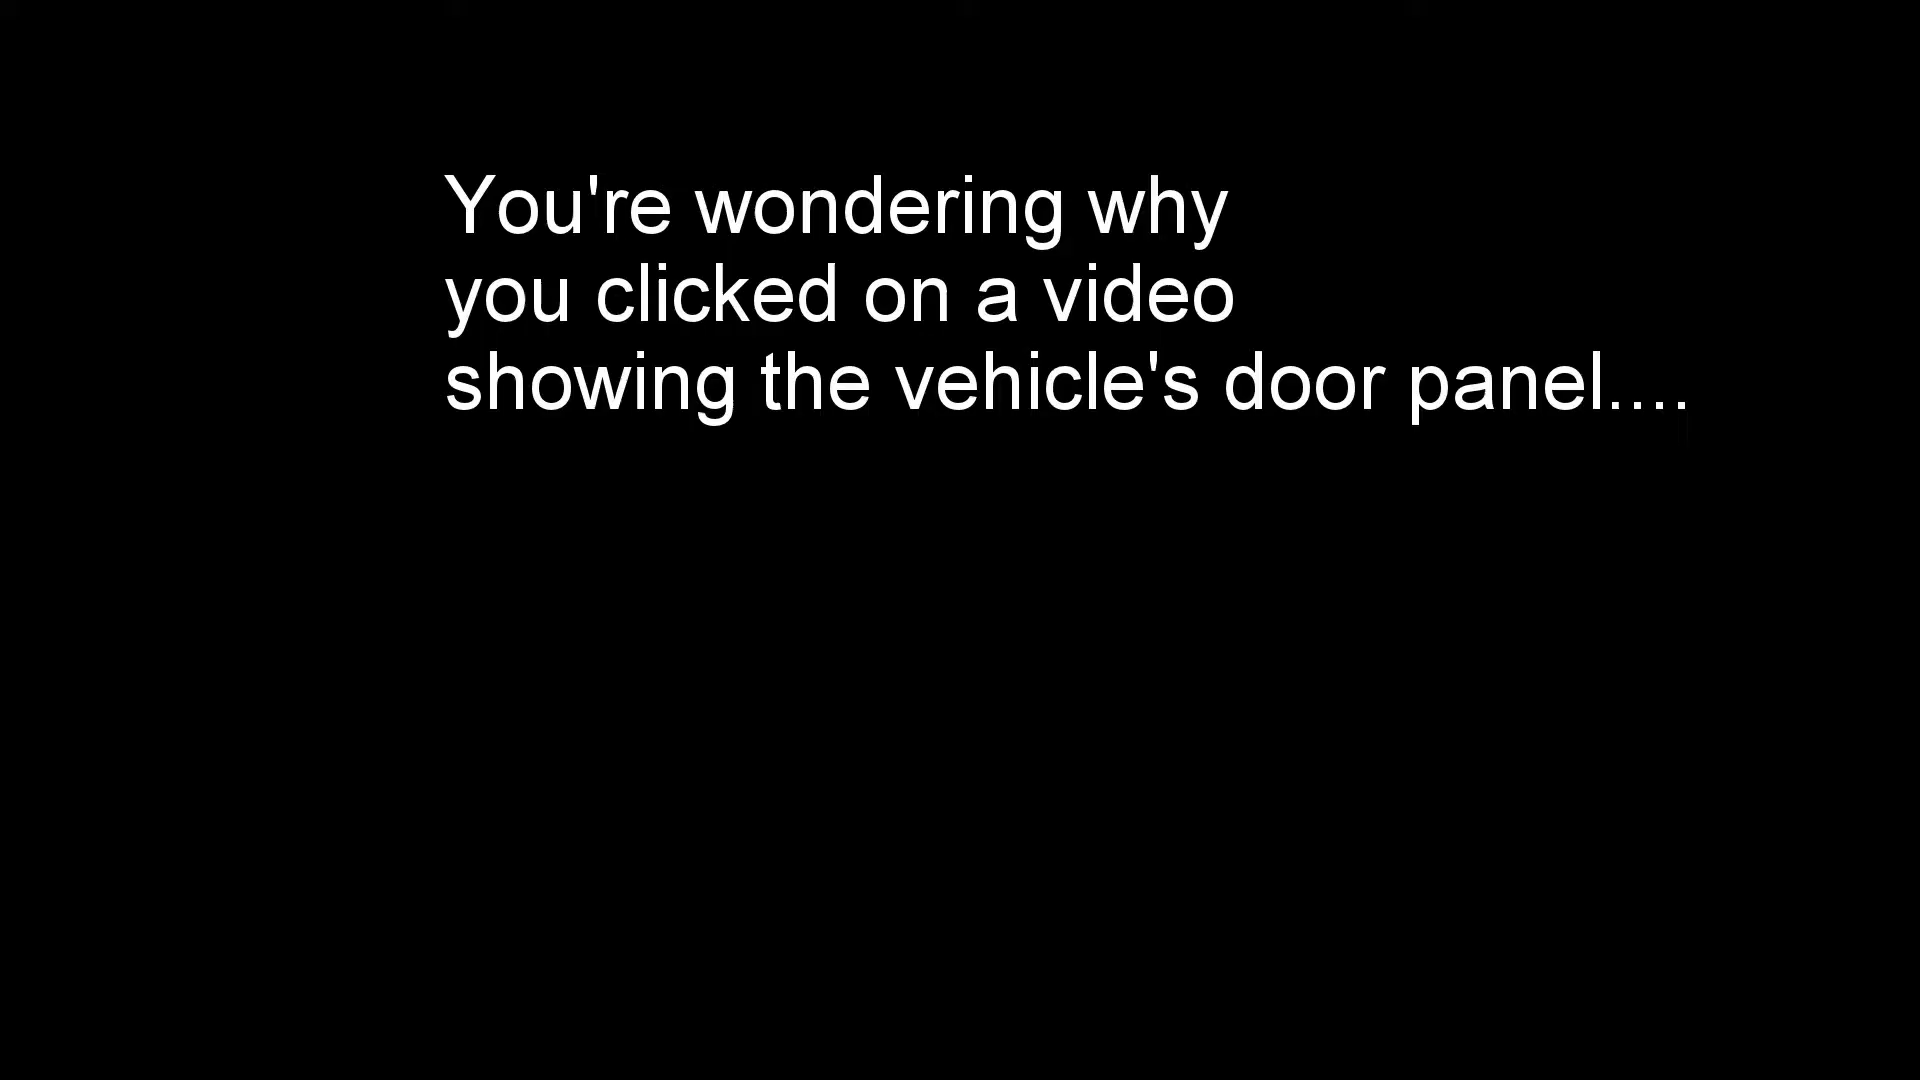 You're wondering why
you clicked on a video
showing the vehicle's door panel....